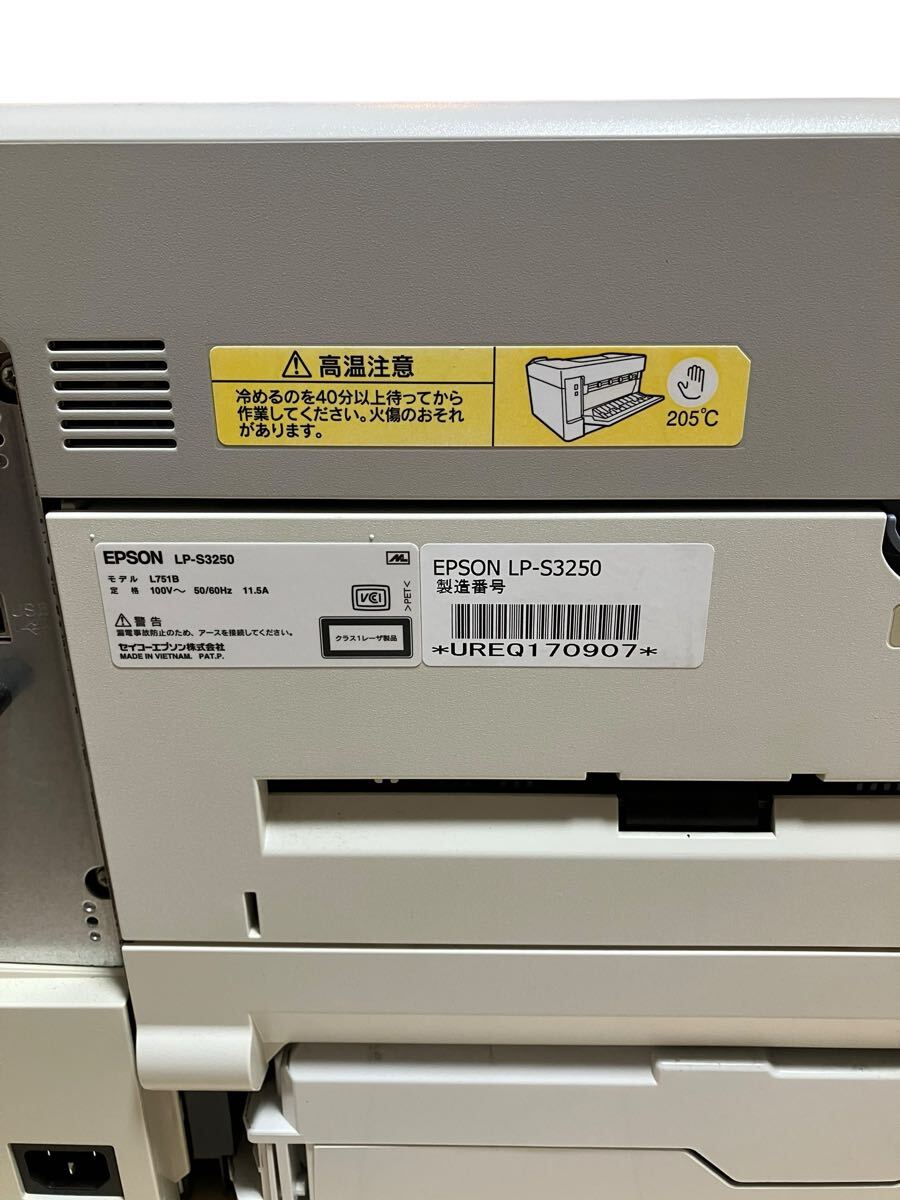 ⚠ 高温注意
冷めるのを40分以上待ってから
作業してください。火傷のおそれ
があります。
205℃
EPSON LP-S3250
モデル L751B
定 格 100V～ 50/60Hz 11.5A
⚠ 警告
漏電事故防止のため、アースを接続してください。
セイコーエプソン株式会社
MADE IN VIETNAM. PAT.P.
VCI
>PET<
クラス1レーザ製品
EPSON LP-S3250
製造番号
*UREQ170907*